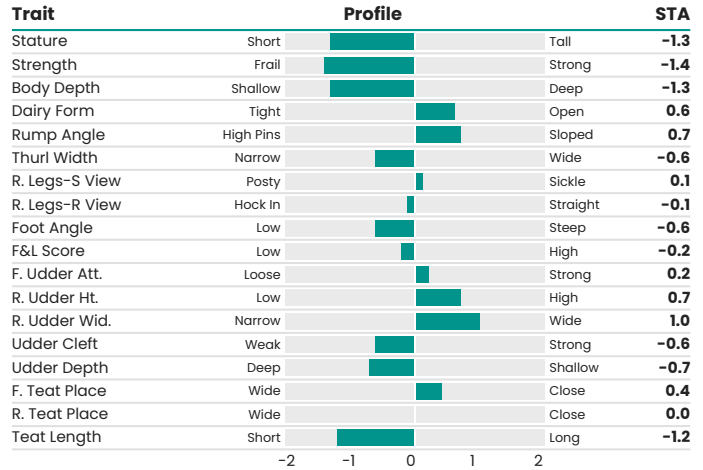 Trait Profile STA
Stature Short Tall −1.3
Strength Frail Strong −1.4
Body Depth Shallow Deep −1.3
Dairy Form Tight Open 0.6
Rump Angle High Pins Sloped 0.7
Thurl Width Narrow Wide −0.6
R. Legs-S View Posty Sickle 0.1
R. Legs-R View Hock In Straight −0.1
Foot Angle Low Steep −0.6
F&L Score Low High −0.2
F. Udder Att. Loose Strong 0.2
R. Udder Ht. Low High 0.7
R. Udder Wid. Narrow Wide 1.0
Udder Cleft Weak Strong −0.6
Udder Depth Deep Shallow −0.7
F. Teat Place Wide Close 0.4
R. Teat Place Wide Close 0.0
Teat Length Short Long −1.2
−2 −1 0 1 2